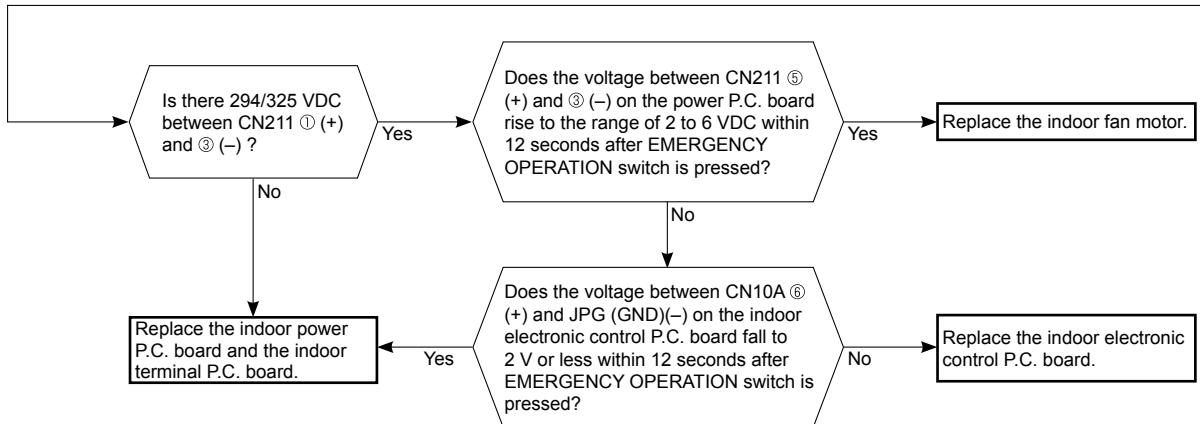 Is there 294/325 VDC
between CN211 ① (+)
and ③ (–) ?
Yes
No
Does the voltage between CN211 ⑤
(+) and ③ (–) on the power P.C. board
rise to the range of 2 to 6 VDC within
12 seconds after EMERGENCY
OPERATION switch is pressed?
Yes
No
Replace the indoor fan motor.
Replace the indoor power
P.C. board and the indoor
terminal P.C. board.
Does the voltage between CN10A ⑥
(+) and JPG (GND)(–) on the indoor
electronic control P.C. board fall to
2 V or less within 12 seconds after
EMERGENCY OPERATION switch is
pressed?
Yes
No
Replace the indoor electronic
control P.C. board.